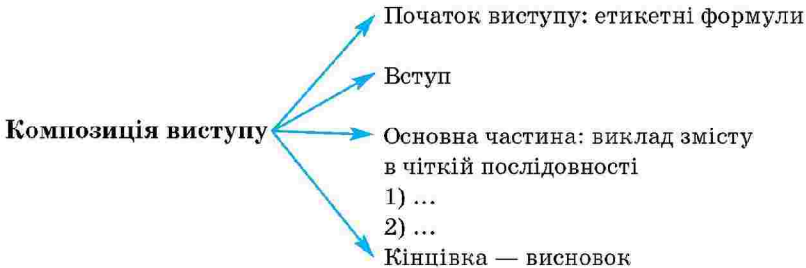 Початок виступу: етикетні формули
Вступ
Композиція виступу
Основна частина: виклад змісту
в чіткій послідовності
1) ...
2) ...
Кінцівка — висновок